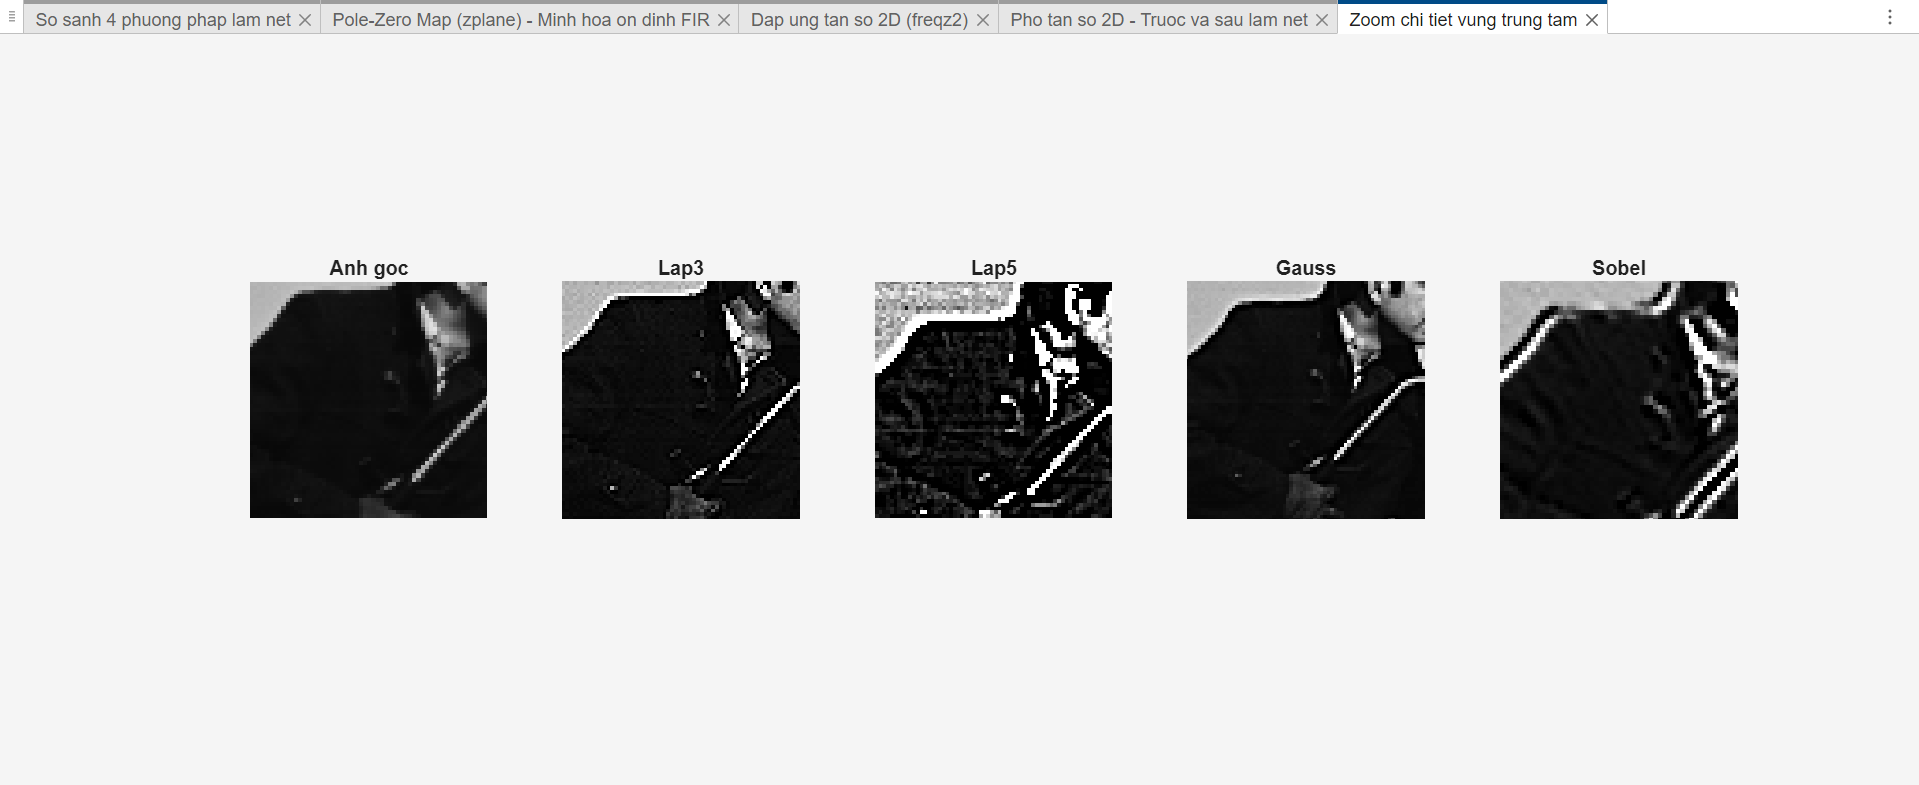 So sanh 4 phuong phap lam net
Pole-Zero Map (zplane) - Minh hoa on dinh FIR
Dap ung tan so 2D (freqz2)
Pho tan so 2D - Truoc va sau lam net
Zoom chi tiet vung trung tam
Anh goc
Lap3
Lap5
Gauss
Sobel